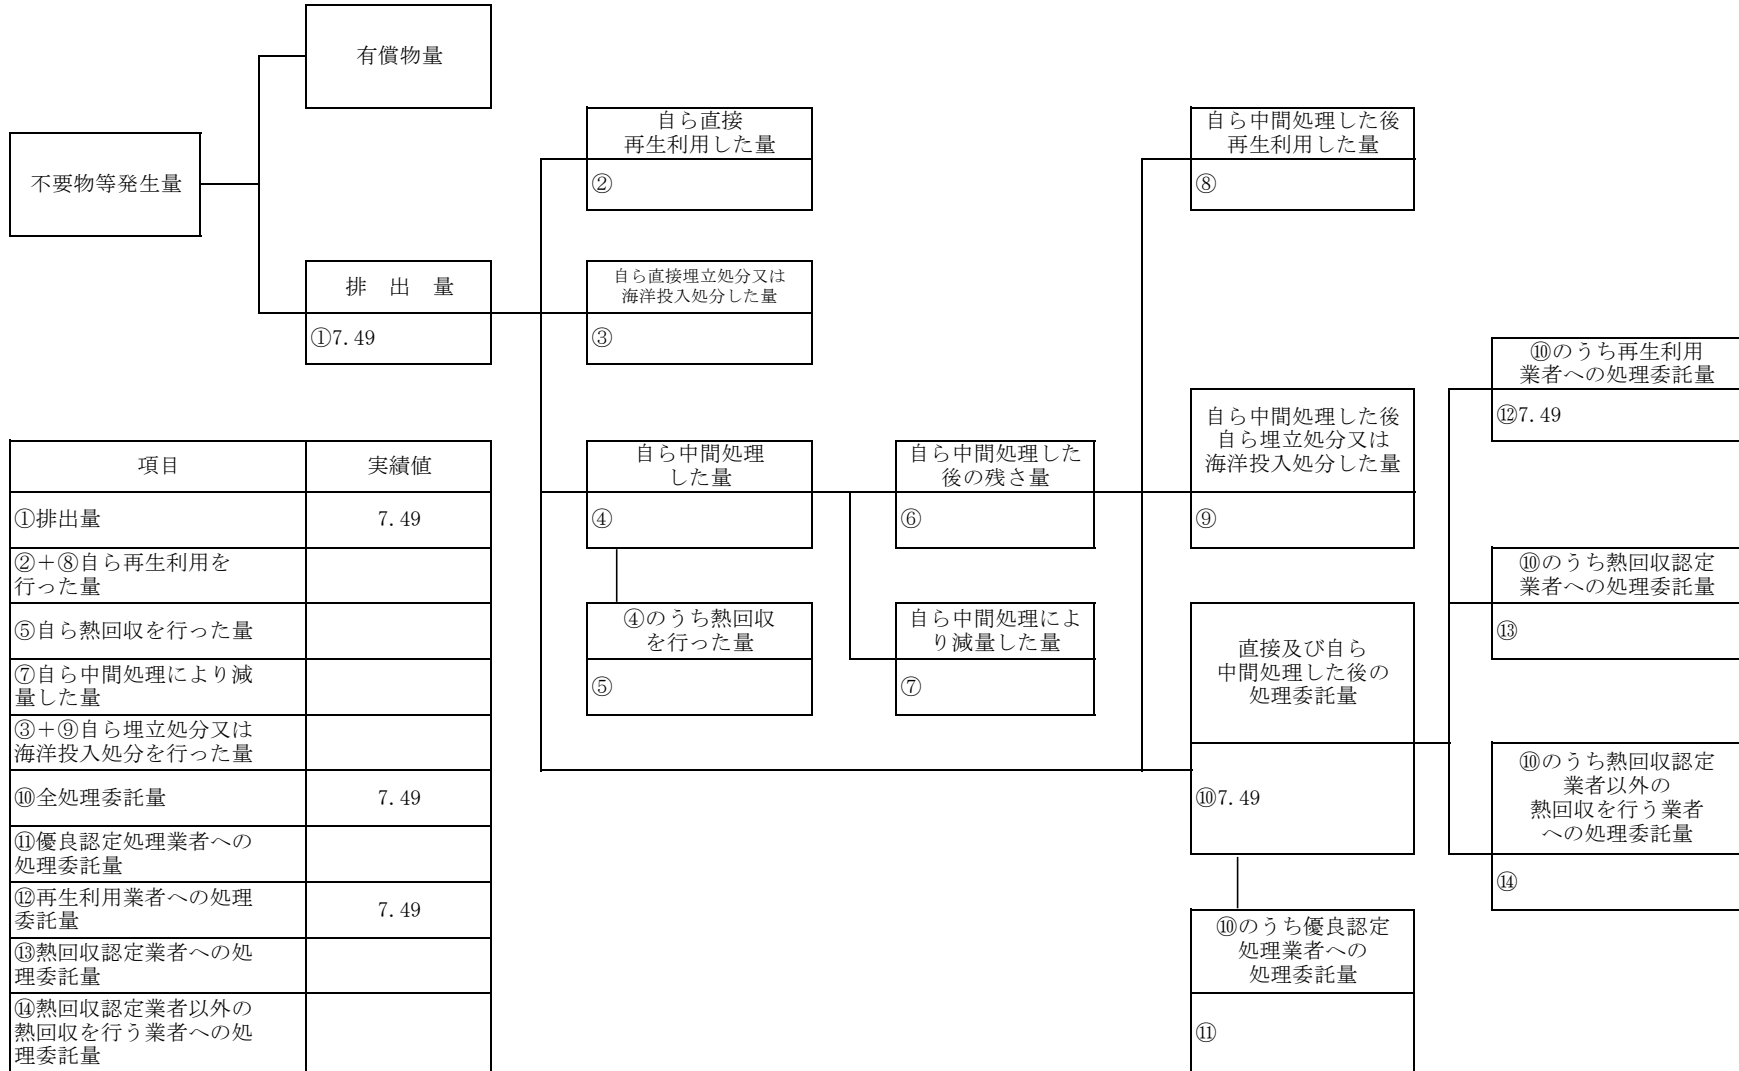 有償物量
不要物等発生量
排　出　量
①7.49
自ら直接
再生利用した量
②
自ら直接埋立処分又は
海洋投入処分した量
③
自ら中間処理
した量
④
④のうち熱回収
を行った量
⑤
自ら中間処理した
後の残さ量
⑥
自ら中間処理によ
り減量した量
⑦
自ら中間処理した後
再生利用した量
⑧
自ら中間処理した後
自ら埋立処分又は
海洋投入処分した量
⑨
直接及び自ら
中間処理した後の
処理委託量
⑩7.49
⑩のうち優良認定
処理業者への
処理委託量
⑪
⑩のうち再生利用
業者への処理委託量
⑫7.49
⑩のうち熱回収認定
業者への処理委託量
⑬
⑩のうち熱回収認定
業者以外の
熱回収を行う業者
への処理委託量
⑭
項目 実績値
①排出量 7.49
②＋⑧自ら再生利用を
行った量
⑤自ら熱回収を行った量
⑦自ら中間処理により減
量した量
③＋⑨自ら埋立処分又は
海洋投入処分を行った量
⑩全処理委託量 7.49
⑪優良認定処理業者への
処理委託量
⑫再生利用業者への処理
委託量 7.49
⑬熱回収認定業者への処
理委託量
⑭熱回収認定業者以外の
熱回収を行う業者への処
理委託量